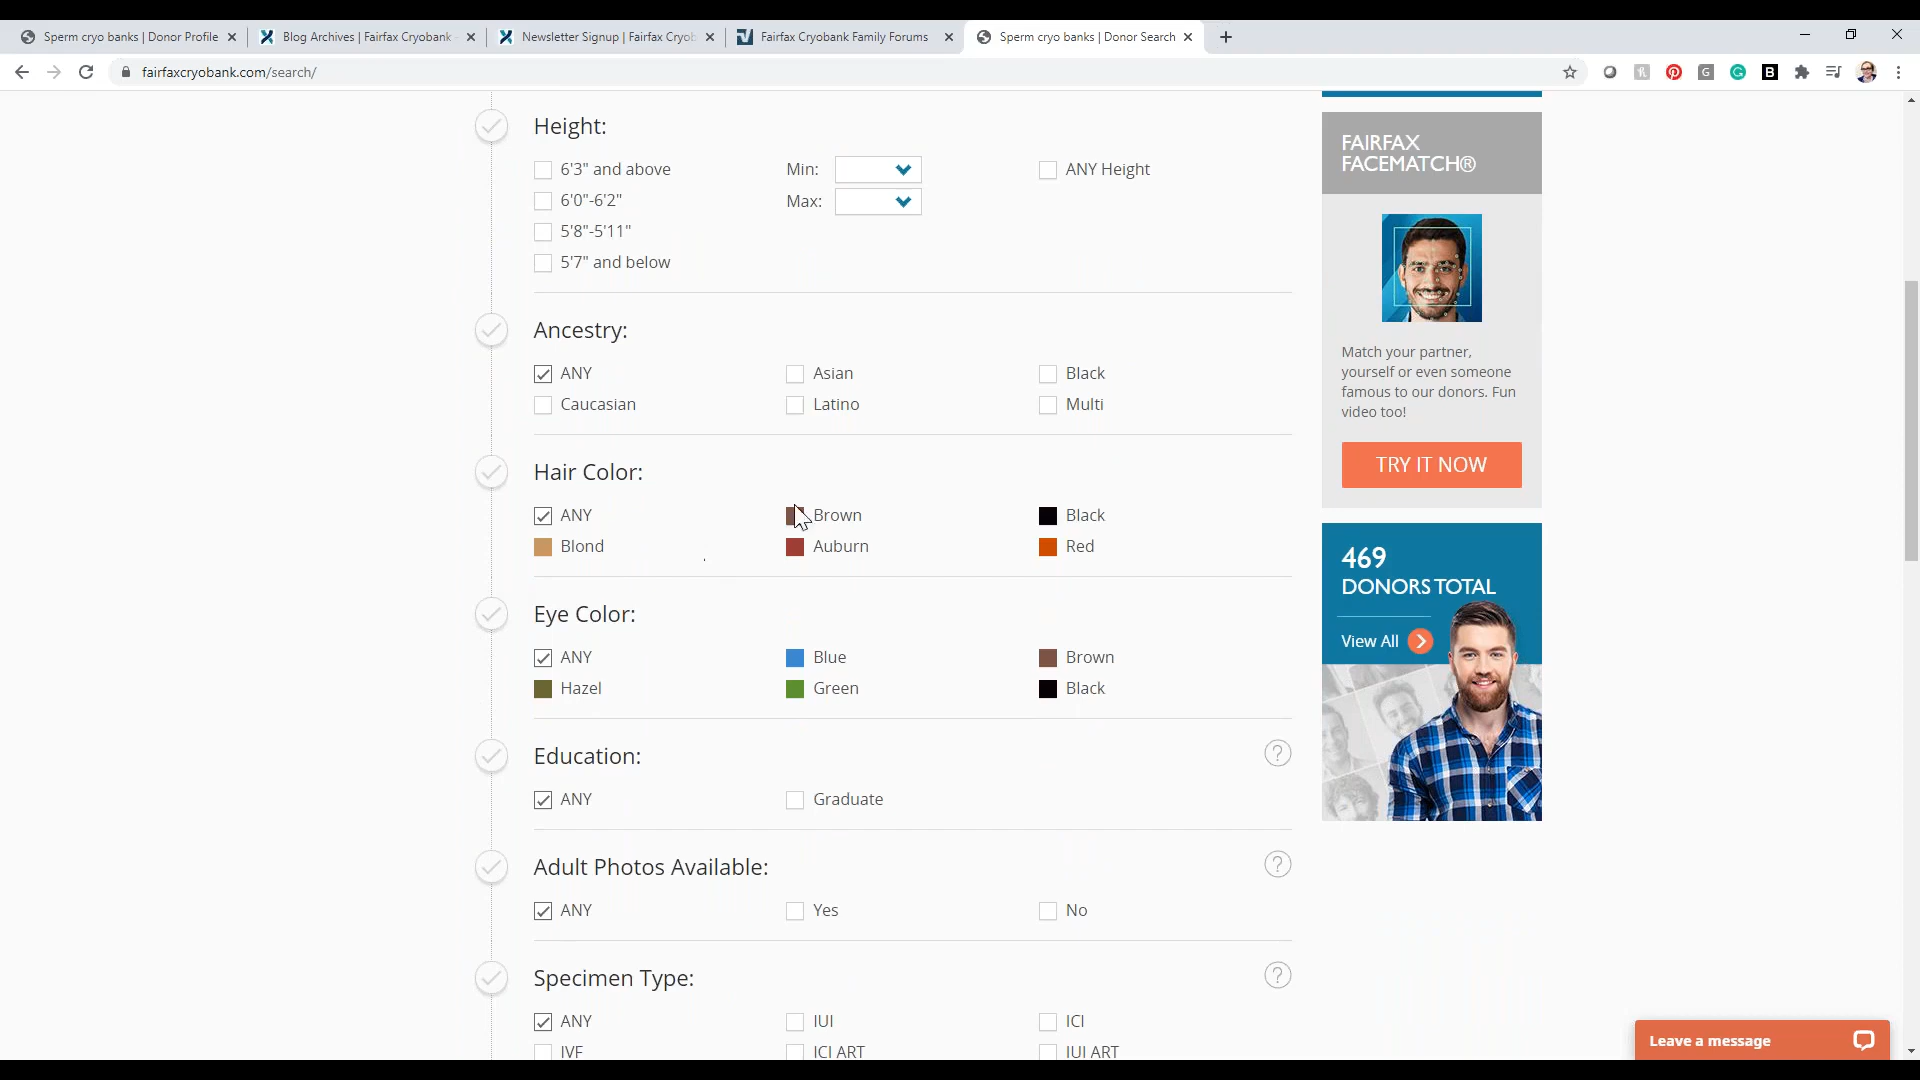 Sperm cryo banks | Donor Profile
Blog Archives | Fairfax Cryobank
Newsletter Signup | Fairfax Cryob
Fairfax Cryobank Family Forums
Sperm cryo banks | Donor Search
fairfaxcryobank.com/search/
Height:
6'3" and above
Min:
ANY Height
6'0"-6'2"
Max:
5'8"-5'11"
5'7" and below
Ancestry:
ANY
Asian
Black
Caucasian
Latino
Multi
Hair Color:
ANY
Brown
Black
Blond
Auburn
Red
Eye Color:
ANY
Blue
Brown
Hazel
Green
Black
Education:
?
ANY
Graduate
Adult Photos Available:
?
ANY
Yes
No
Specimen Type:
?
ANY
IUI
ICI
IVF
ICI ART
IUI ART
FAIRFAX
FACEMATCH®
Match your partner,
yourself or even someone
famous to our donors. Fun
video too!
TRY IT NOW
469
DONORS TOTAL
View All
Leave a message